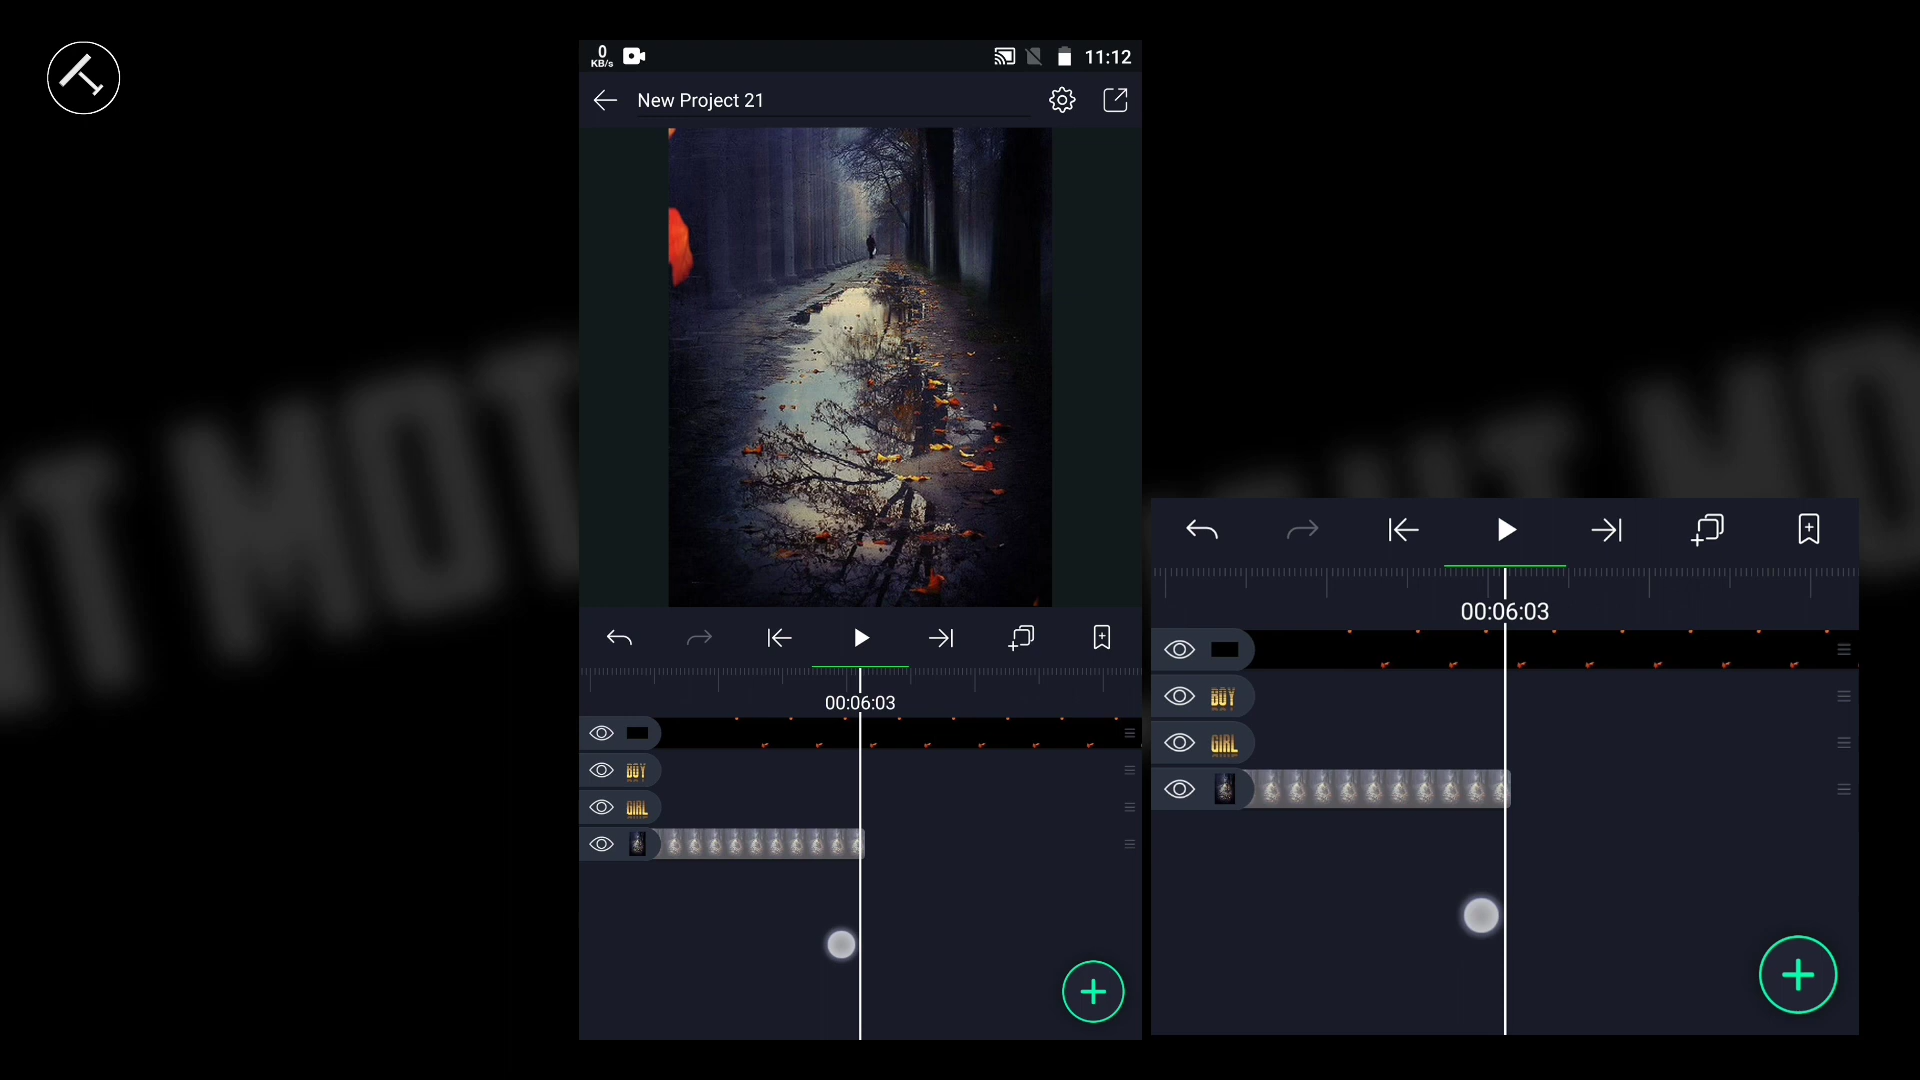 0
KB/s
11:12
New Project 21
00:06:03
BOY
GIRL
00:06:03
BOY
GIRL